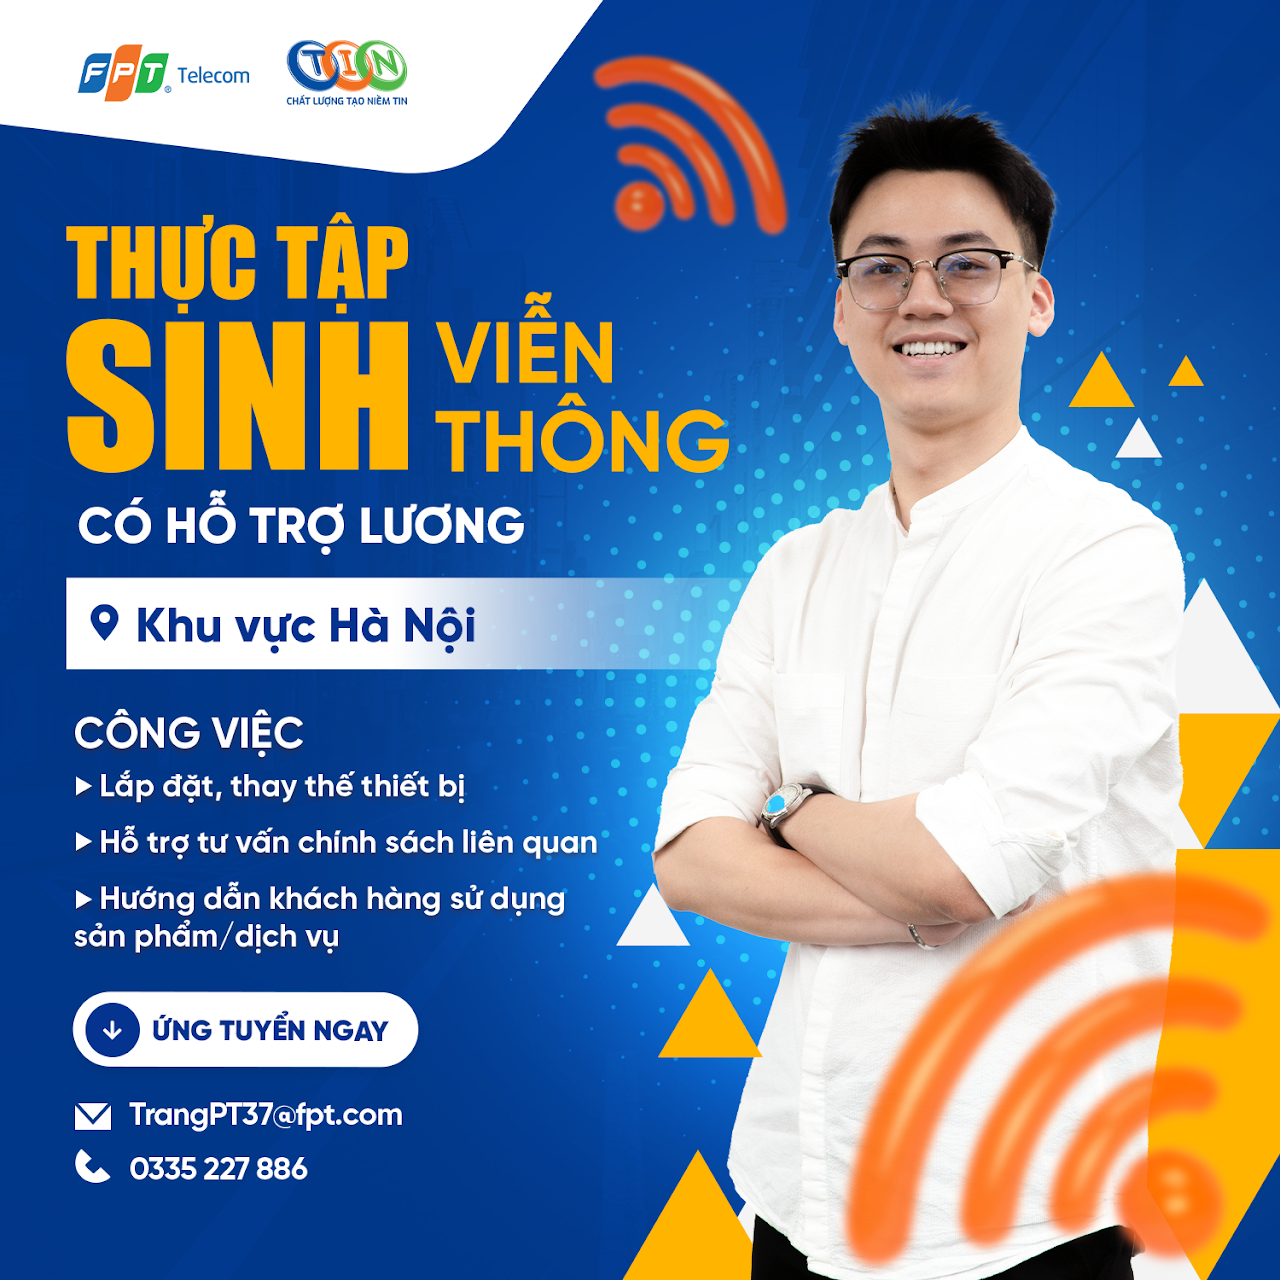 FPT Telecom
TIN
CHẤT LƯỢNG TẠO NIỀM TIN
THỰC TẬP
SINH VIỄN
THÔNG
CÓ HỖ TRỢ LƯƠNG
Khu vực Hà Nội
CÔNG VIỆC
Lắp đặt, thay thế thiết bị
Hỗ trợ tư vấn chính sách liên quan
Hướng dẫn khách hàng sử dụng
sản phẩm/dịch vụ
ỨNG TUYỂN NGAY
TrangPT37@fpt.com
0335 227 886